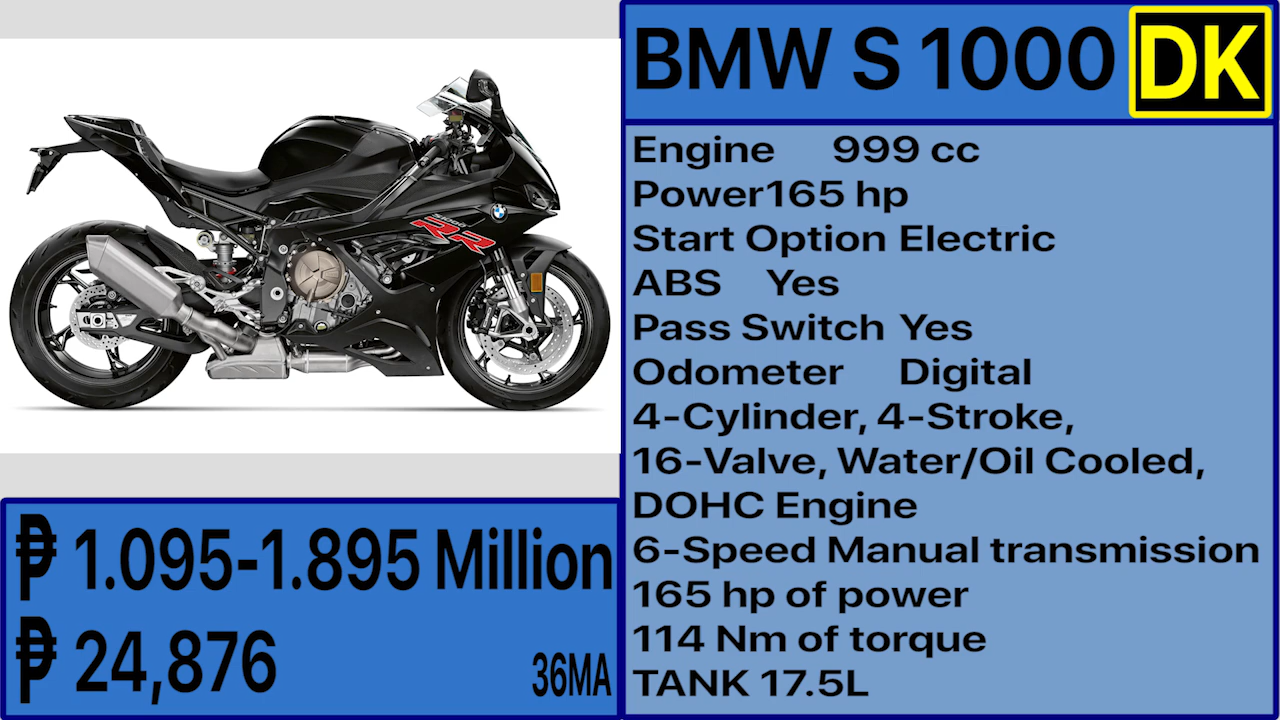 BMW S 1000
DK
Engine 999 cc
Power165 hp
Start Option Electric
ABS Yes
Pass Switch Yes
Odometer Digital
4-Cylinder, 4-Stroke,
16-Valve, Water/Oil Cooled,
DOHC Engine
6-Speed Manual transmission
165 hp of power
114 Nm of torque
TANK 17.5L
RR
₱ 1.095-1.895 Million
₱ 24,876
36MA